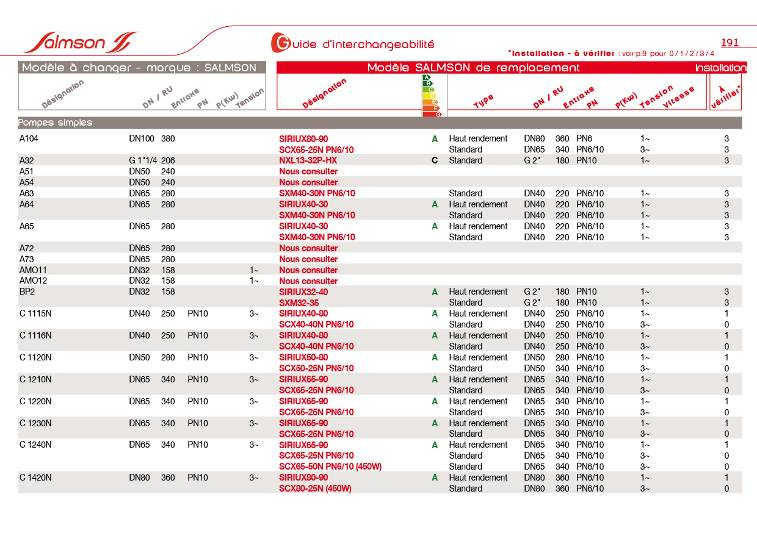 Salmson
Guide d'interchangeabilité
191
*Installation - à vérifier : voir p.9 pour 0 / 1 / 2 / 3 / 4
Modèle à changer - marque : SALMSON Modèle SALMSON de remplacement Installation
Désignation DN / RU Entraxe PN P(Kw) Tension Désignation A B C D E F G Type DN / RU Entraxe PN P(Kw) Tension Vitesse À vérifier*
Pompes simples
A104 DN100 380 SIRIUX80-90 A Haut rendement DN80 360 PN6 1~ 3
SCX65-25N PN6/10 Standard DN65 340 PN6/10 3~ 3
A32 G 1"1/4 206 NXL13-32P-HX C Standard G 2" 180 PN10 1~ 3
A51 DN50 240 Nous consulter
A54 DN50 240 Nous consulter
A63 DN65 280 SXM40-30N PN6/10 Standard DN40 220 PN6/10 1~ 3
A64 DN65 280 SIRIUX40-30 A Haut rendement DN40 220 PN6/10 1~ 3
SXM40-30N PN6/10 Standard DN40 220 PN6/10 1~ 3
A65 DN65 280 SIRIUX40-30 A Haut rendement DN40 220 PN6/10 1~ 3
SXM40-30N PN6/10 Standard DN40 220 PN6/10 1~ 3
A72 DN65 280 Nous consulter
A73 DN65 280 Nous consulter
AMO11 DN32 158 1~ Nous consulter
AMO12 DN32 158 1~ Nous consulter
BP2 DN32 158 SIRIUX32-40 A Haut rendement G 2" 180 PN10 1~ 3
SXM32-35 Standard G 2" 180 PN10 1~ 3
C 1115N DN40 250 PN10 3~ SIRIUX40-80 A Haut rendement DN40 250 PN6/10 1~ 1
SCX40-40N PN6/10 Standard DN40 250 PN6/10 3~ 0
C 1116N DN40 250 PN10 3~ SIRIUX40-80 A Haut rendement DN40 250 PN6/10 1~ 1
SCX40-40N PN6/10 Standard DN40 250 PN6/10 3~ 0
C 1120N DN50 280 PN10 3~ SIRIUX50-80 A Haut rendement DN50 280 PN6/10 1~ 1
SCX50-25N PN6/10 Standard DN50 340 PN6/10 3~ 0
C 1210N DN65 340 PN10 3~ SIRIUX65-90 A Haut rendement DN65 340 PN6/10 1~ 1
SCX65-25N PN6/10 Standard DN65 340 PN6/10 3~ 0
C 1220N DN65 340 PN10 3~ SIRIUX65-90 A Haut rendement DN65 340 PN6/10 1~ 1
SCX65-25N PN6/10 Standard DN65 340 PN6/10 3~ 0
C 1230N DN65 340 PN10 3~ SIRIUX65-90 A Haut rendement DN65 340 PN6/10 1~ 1
SCX65-25N PN6/10 Standard DN65 340 PN6/10 3~ 0
C 1240N DN65 340 PN10 3~ SIRIUX65-90 A Haut rendement DN65 340 PN6/10 1~ 1
SCX65-25N PN6/10 Standard DN65 340 PN6/10 3~ 0
SCX65-50N PN6/10 (450W) Standard DN65 340 PN6/10 3~ 0
C 1420N DN80 360 PN10 3~ SIRIUX80-90 A Haut rendement DN80 360 PN6/10 1~ 1
SCX80-25N (450W) Standard DN80 360 PN6/10 3~ 0